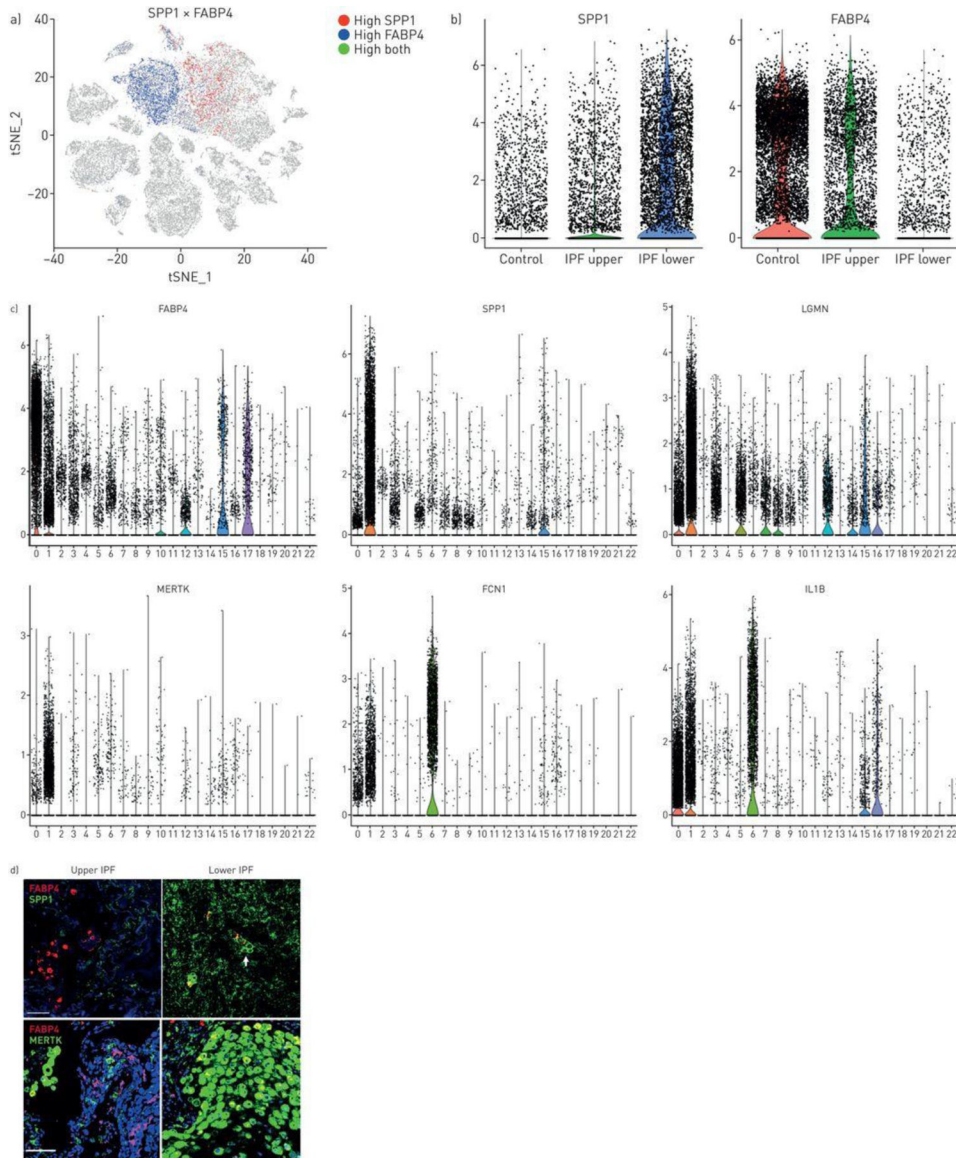 a)
SPP1 × FABP4
High SPP1
High FABP4
High both
40
20
0
−20
tSNE_2
−40 −20 0 20 40
tSNE_1
b)
SPP1
6
4
2
0
Control IPF upper IPF lower
FABP4
6
4
2
0
Control IPF upper IPF lower
c)
FABP4
6
4
2
0
0 1 2 3 4 5 6 7 8 9 10 11 12 13 14 15 16 17 18 19 20 21 22
SPP1
6
4
2
0
0 1 2 3 4 5 6 7 8 9 10 11 12 13 14 15 16 17 18 19 20 21 22
LGMN
5
4
3
2
1
0
0 1 2 3 4 5 6 7 8 9 10 11 12 13 14 15 16 17 18 19 20 21 22
MERTK
3
2
1
0
0 1 2 3 4 5 6 7 8 9 10 11 12 13 14 15 16 17 18 19 20 21 22
FCN1
5
4
3
2
1
0
0 1 2 3 4 5 6 7 8 9 10 11 12 13 14 15 16 17 18 19 20 21 22
IL1B
6
4
2
0
0 1 2 3 4 5 6 7 8 9 10 11 12 13 14 15 16 17 18 19 20 21 22
d)
Upper IPF
Lower IPF
FABP4
SPP1
FABP4
MERTK